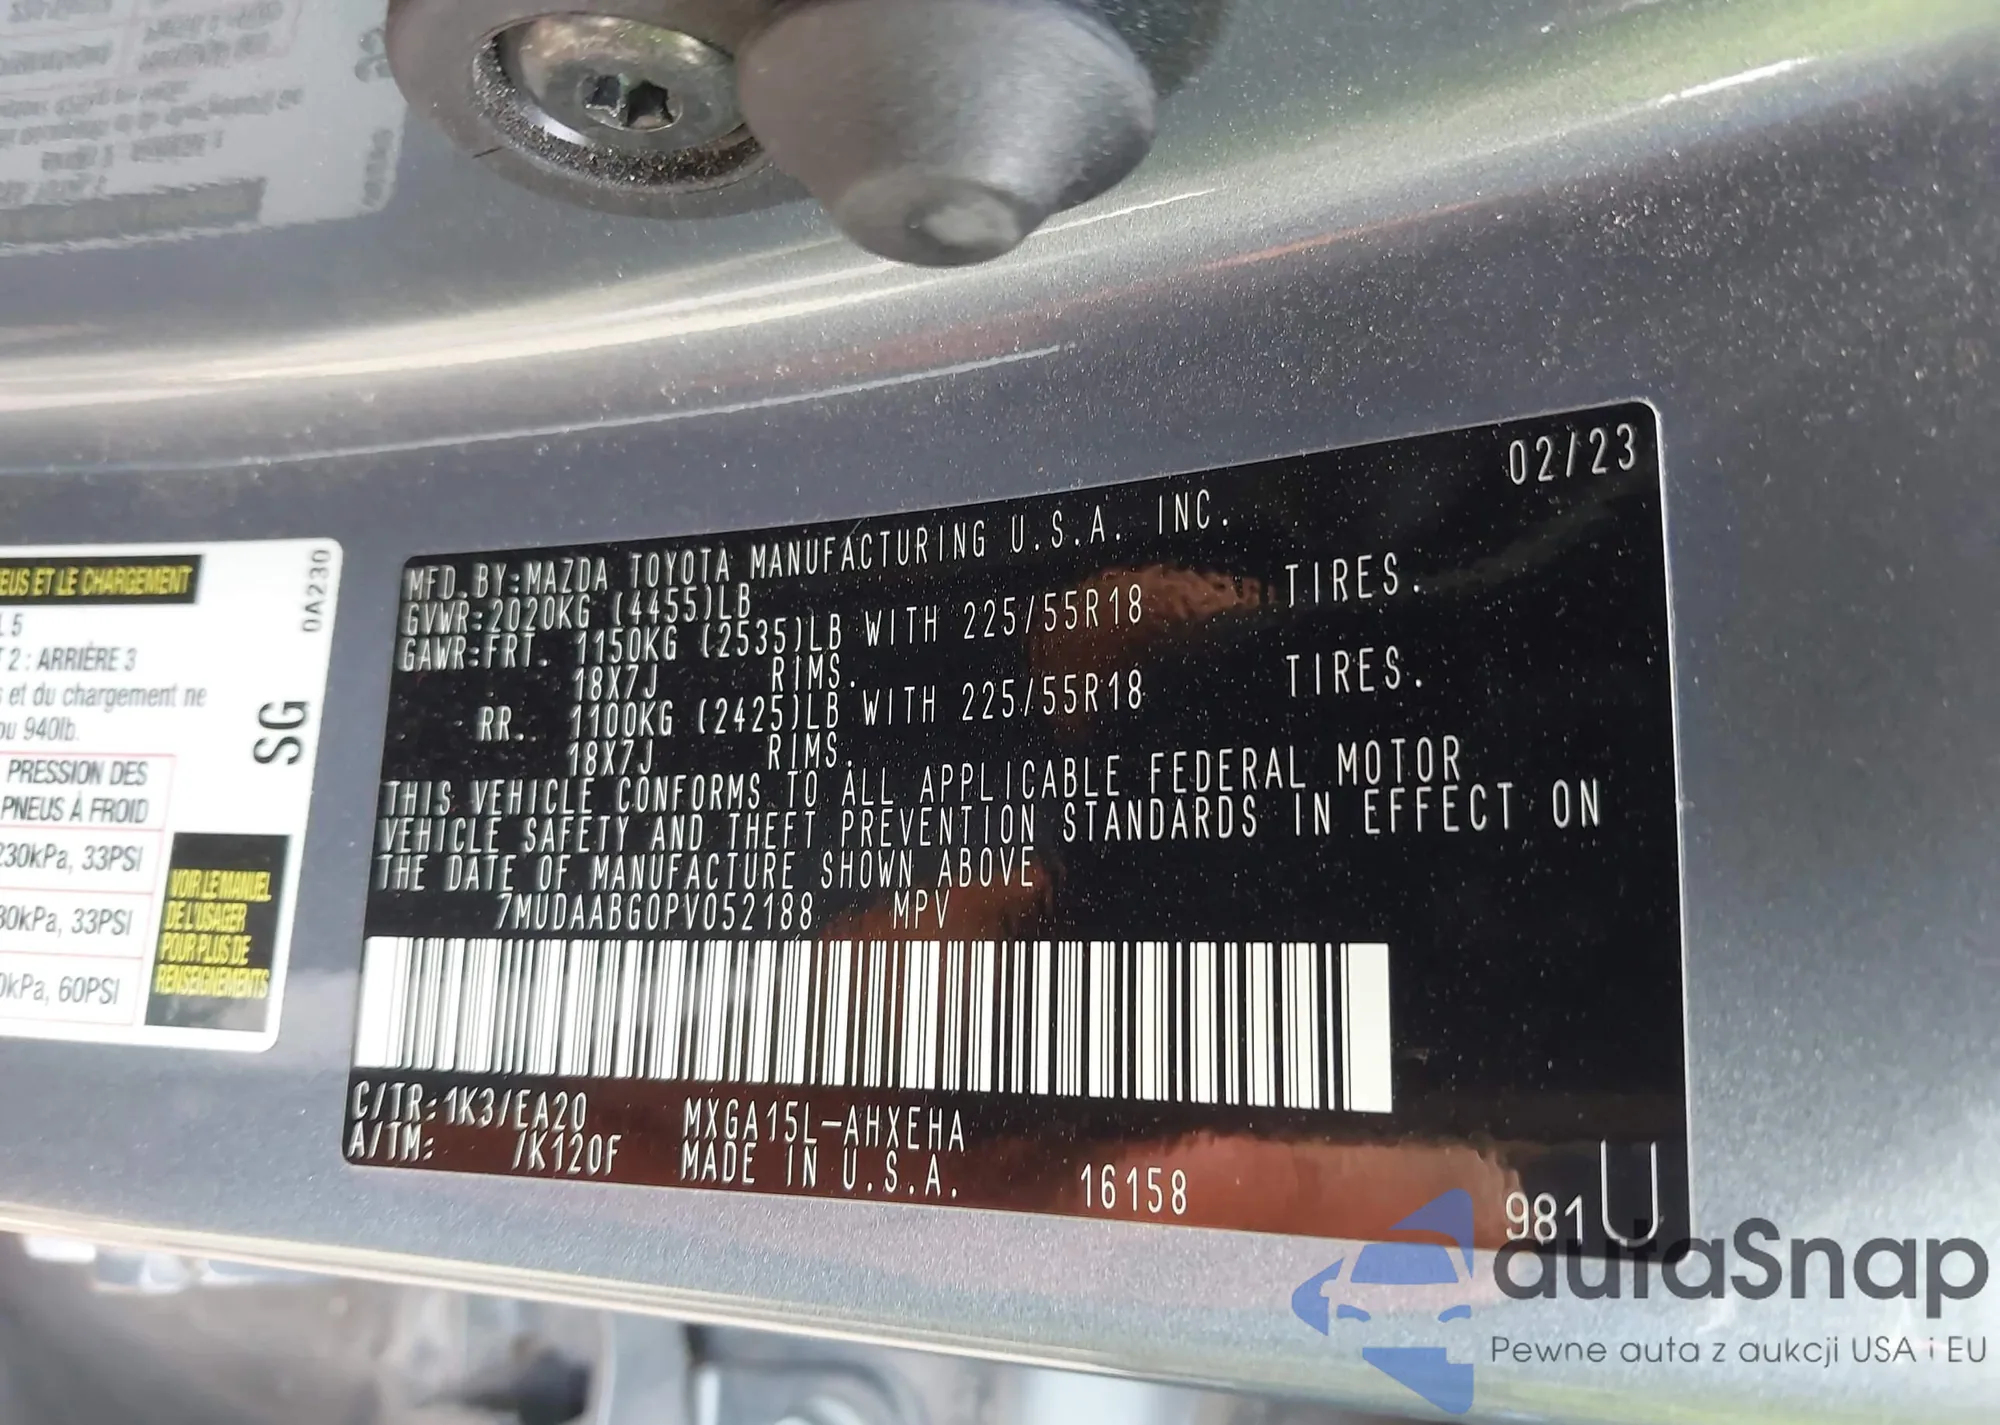 02/23
MFD. BY:MAZDA TOYOTA MANUFACTURING U.S.A. INC.
GVWR:2020KG (4455)LB
GAWR:FRT. 1150KG (2535)LB WITH 225/55R18 TIRES.
18X7J RIMS.
RR.. 1100KG (2425)LB WITH 225/55R18 TIRES.
18X7J RIMS.
THIS VEHICLE CONFORMS TO ALL APPLICABLE FEDERAL MOTOR
VEHICLE SAFETY AND THEFT PREVENTION STANDARDS IN EFFECT ON
THE DATE OF MANUFACTURE SHOWN ABOVE
7MUDAABG0PV052188 MPV
C/TR:1K3/EA20 MXGA15L-AHXEHA
A/TM: /K120F MADE IN U.S.A. 16158
981U
EUS ET LE CHARGEMENT
0A230
L 5
T 2 : ARRIÈRE 3
s et du chargement ne
ou 940lb.
SG
PRESSION DES
PNEUS À FROID
230kPa, 33PSI
30kPa, 33PSI
0kPa, 60PSI
VOIR LE MANUEL
DE L'USAGER
POUR PLUS DE
RENSEIGNEMENTS
autaSnap
Pewne auta z aukcji USA i EU